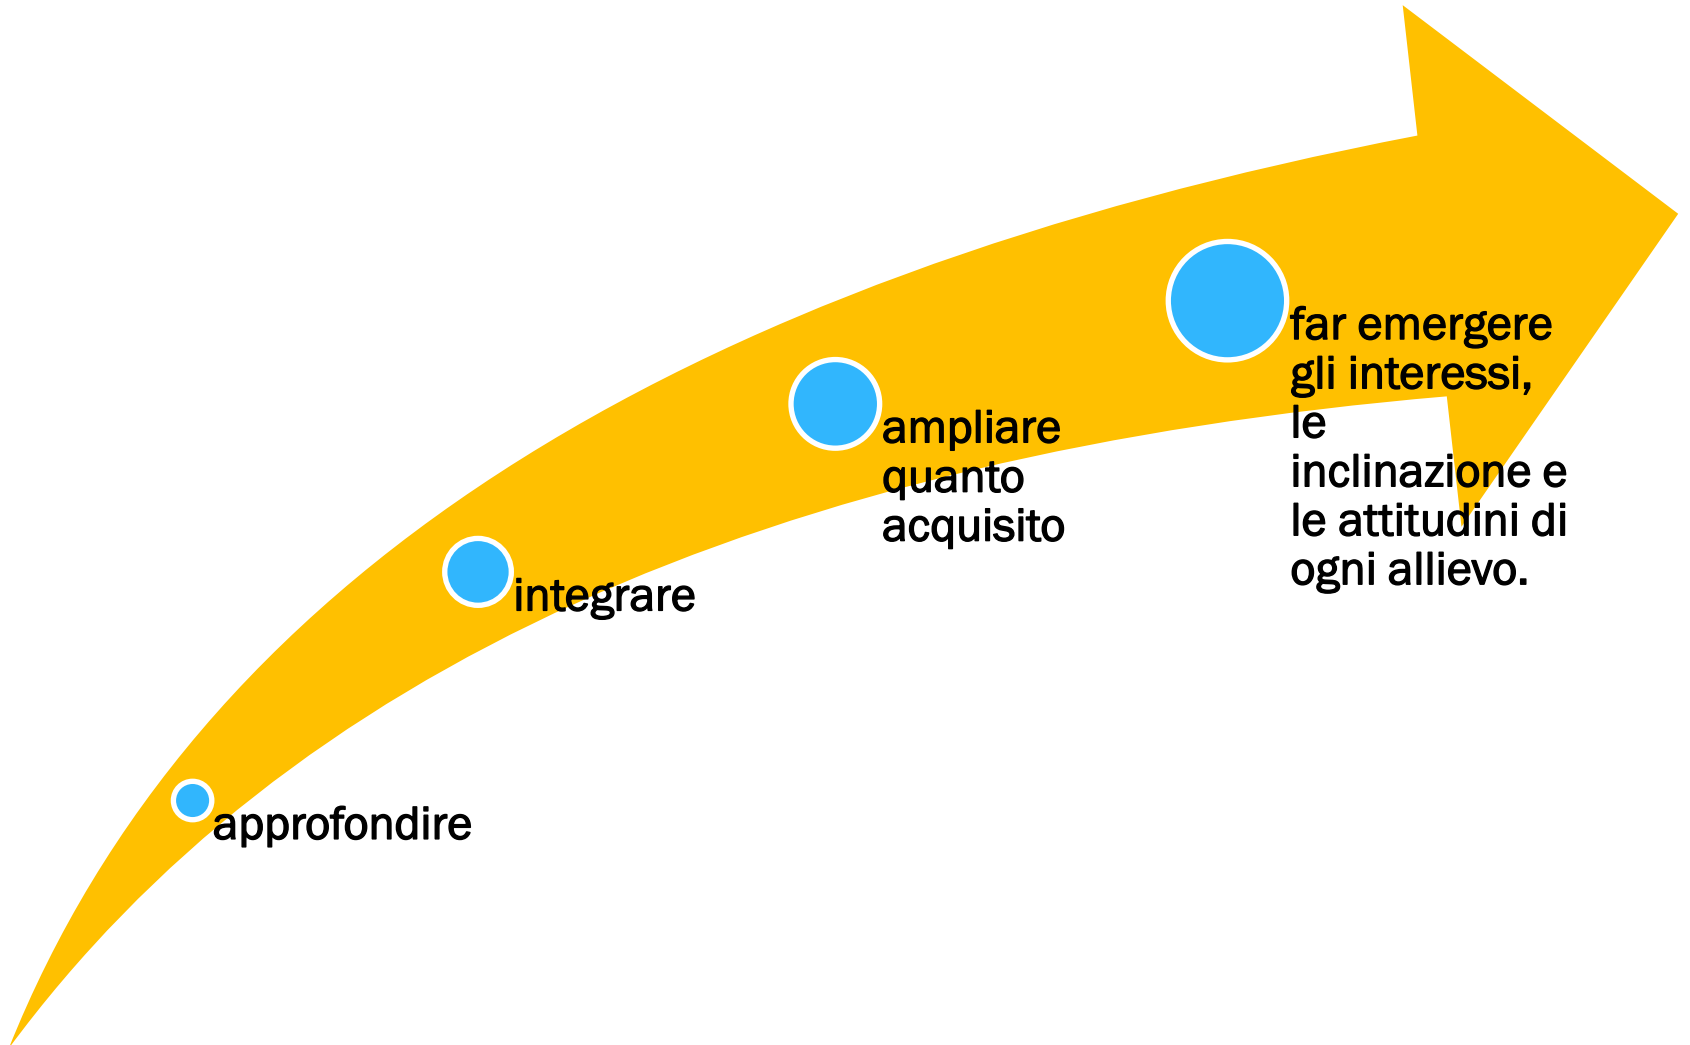 approfondire
integrare
ampliare
quanto
acquisito
far emergere
gli interessi,
le
inclinazione e
le attitudini di
ogni allievo.